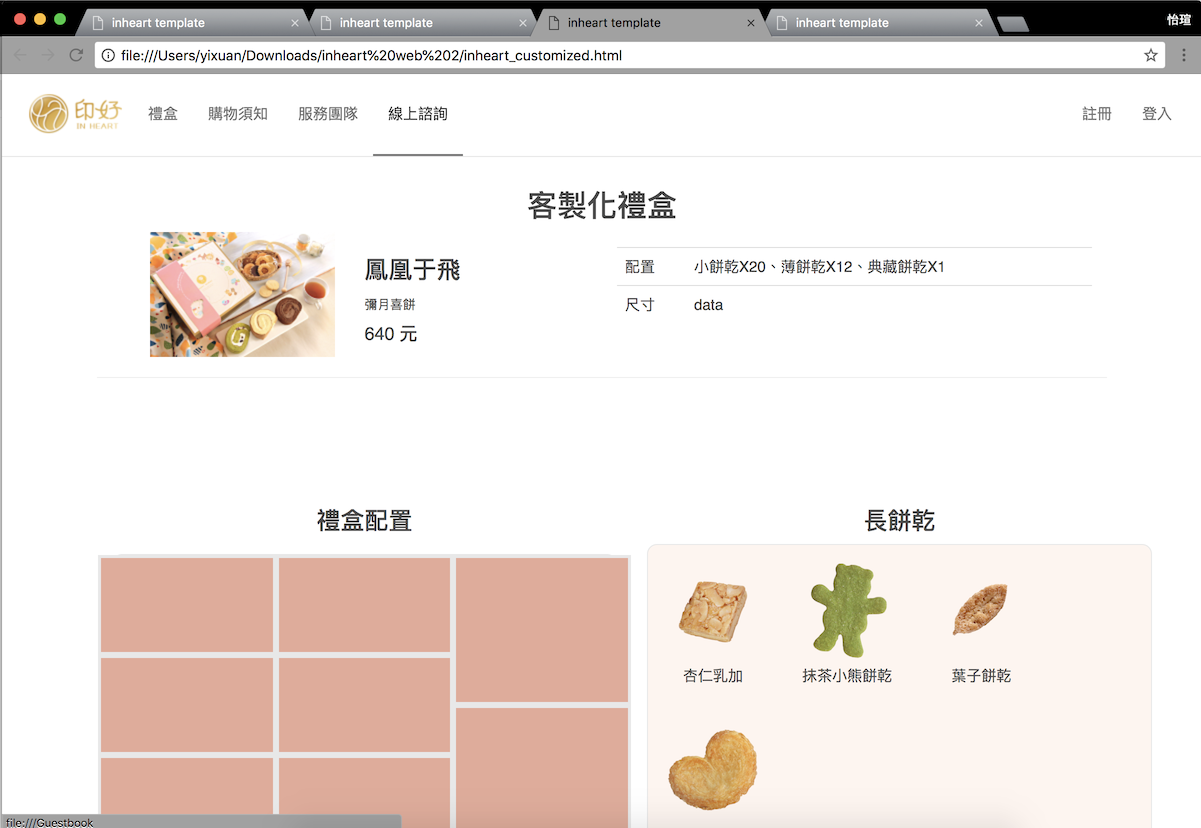 inheart template
inheart template
inheart template
inheart template
怡瑄
file:///Users/yixuan/Downloads/inheart%20web%202/inheart_customized.html
印好
IN HEART
禮盒
購物須知
服務團隊
線上諮詢
註冊
登入
客製化禮盒
鳳凰于飛
彌月喜餅
640 元
配置 小餅乾X20、薄餅乾X12、典藏餅乾X1
尺寸 data
禮盒配置
長餅乾
杏仁乳加
抹茶小熊餅乾
葉子餅乾
file:///Guestbook